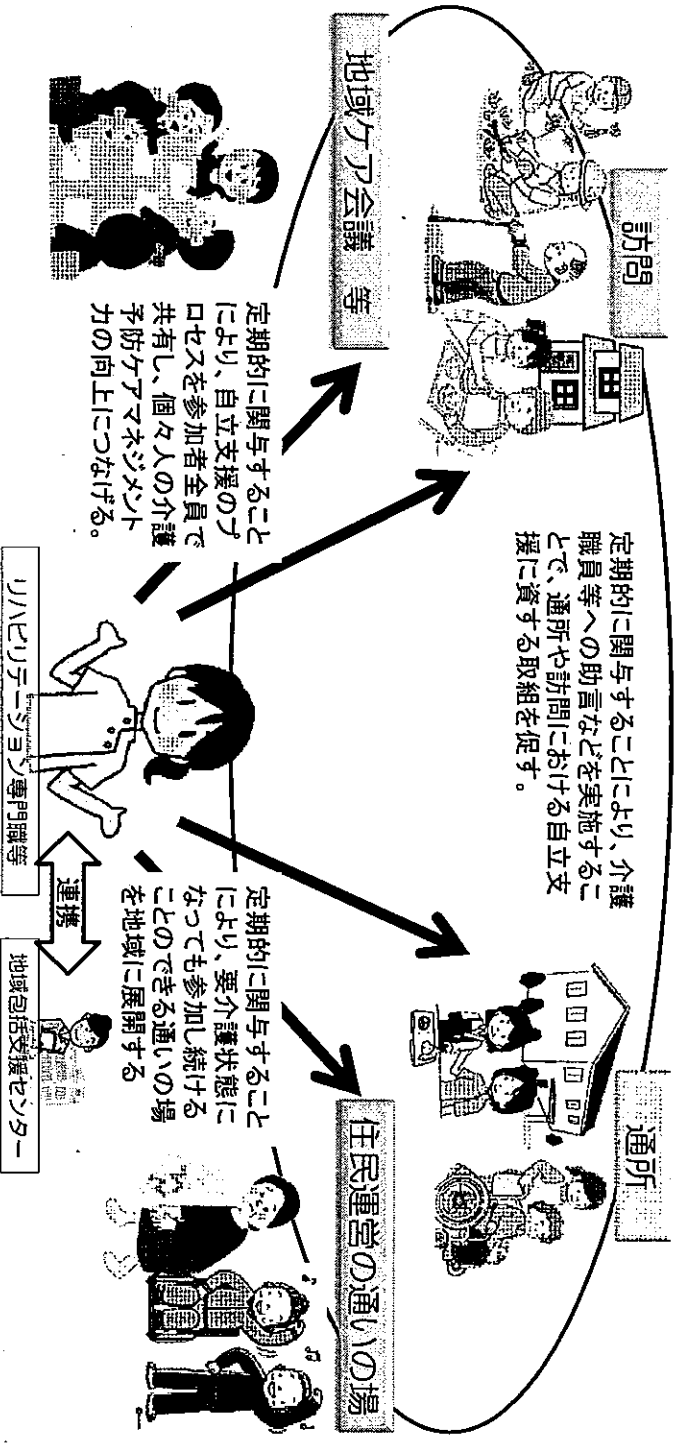 訪問
通所
定期的に関与することにより、介護
職員等への助言などを実施するこ
とで、通所や訪問における自立支
援に資する取組を促す。
地域ケア会議 等
住民運営の通いの場
定期的に関与すること
により、自立支援のプ
ロセスを参加者全員で
共有し、個々人の介護
予防ケアマネジメント
力の向上につなげる。
定期的に関与すること
により、要介護状態に
なっても参加し続ける
ことのできる通いの場
を地域に展開する
リハビリテーション専門職等
連携
地域包括支援センター